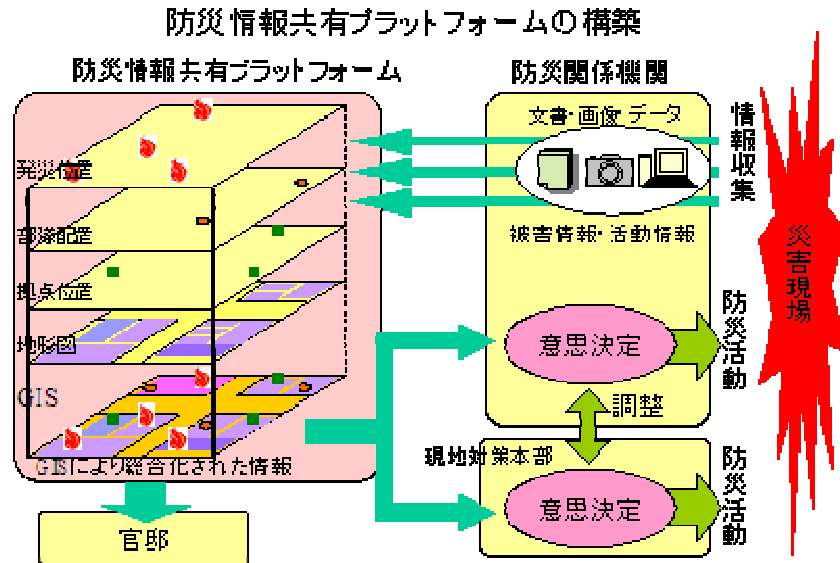 防災情報共有プラットフォームの構築
防災情報共有プラットフォーム
防災関係機関
文書・画像 データ
情報収集
発災位置
部隊配置
被害情報・活動情報
災害現場
拠点位置
地形図
意思決定
防災活動
GIS
調整
GISにより総合化された情報
現地対策本部
意思決定
防災活動
官邸